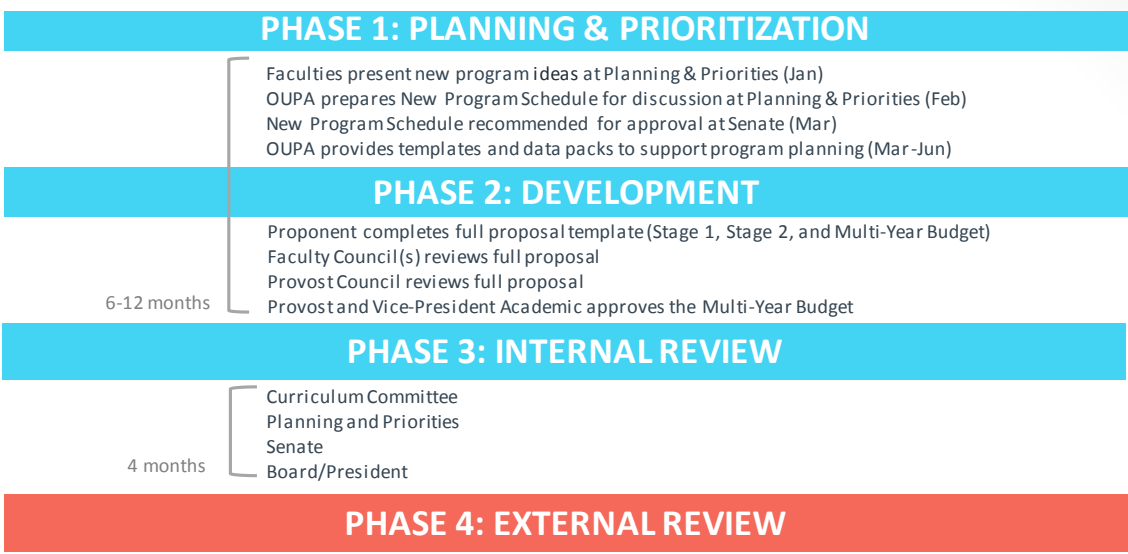 PHASE 1: PLANNING & PRIORITIZATION
Faculties present new program ideas at Planning & Priorities (Jan)
OUPA prepares New Program Schedule for discussion at Planning & Priorities (Feb)
New Program Schedule recommended for approval at Senate (Mar)
OUPA provides templates and data packs to support program planning (Mar-Jun)
PHASE 2: DEVELOPMENT
Proponent completes full proposal template (Stage 1, Stage 2, and Multi-Year Budget)
Faculty Council(s) reviews full proposal
Provost Council reviews full proposal
6-12 months
Provost and Vice-President Academic approves the Multi-Year Budget
PHASE 3: INTERNAL REVIEW
Curriculum Committee
Planning and Priorities
Senate
4 months
Board/President
PHASE 4: EXTERNAL REVIEW